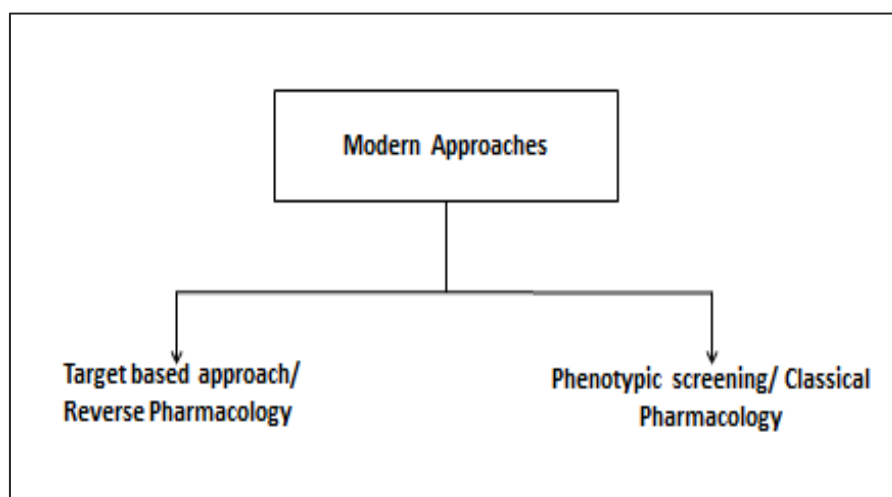 Modern Approaches
Target based approach/
Reverse Pharmacology
Phenotypic screening/ Classical
Pharmacology